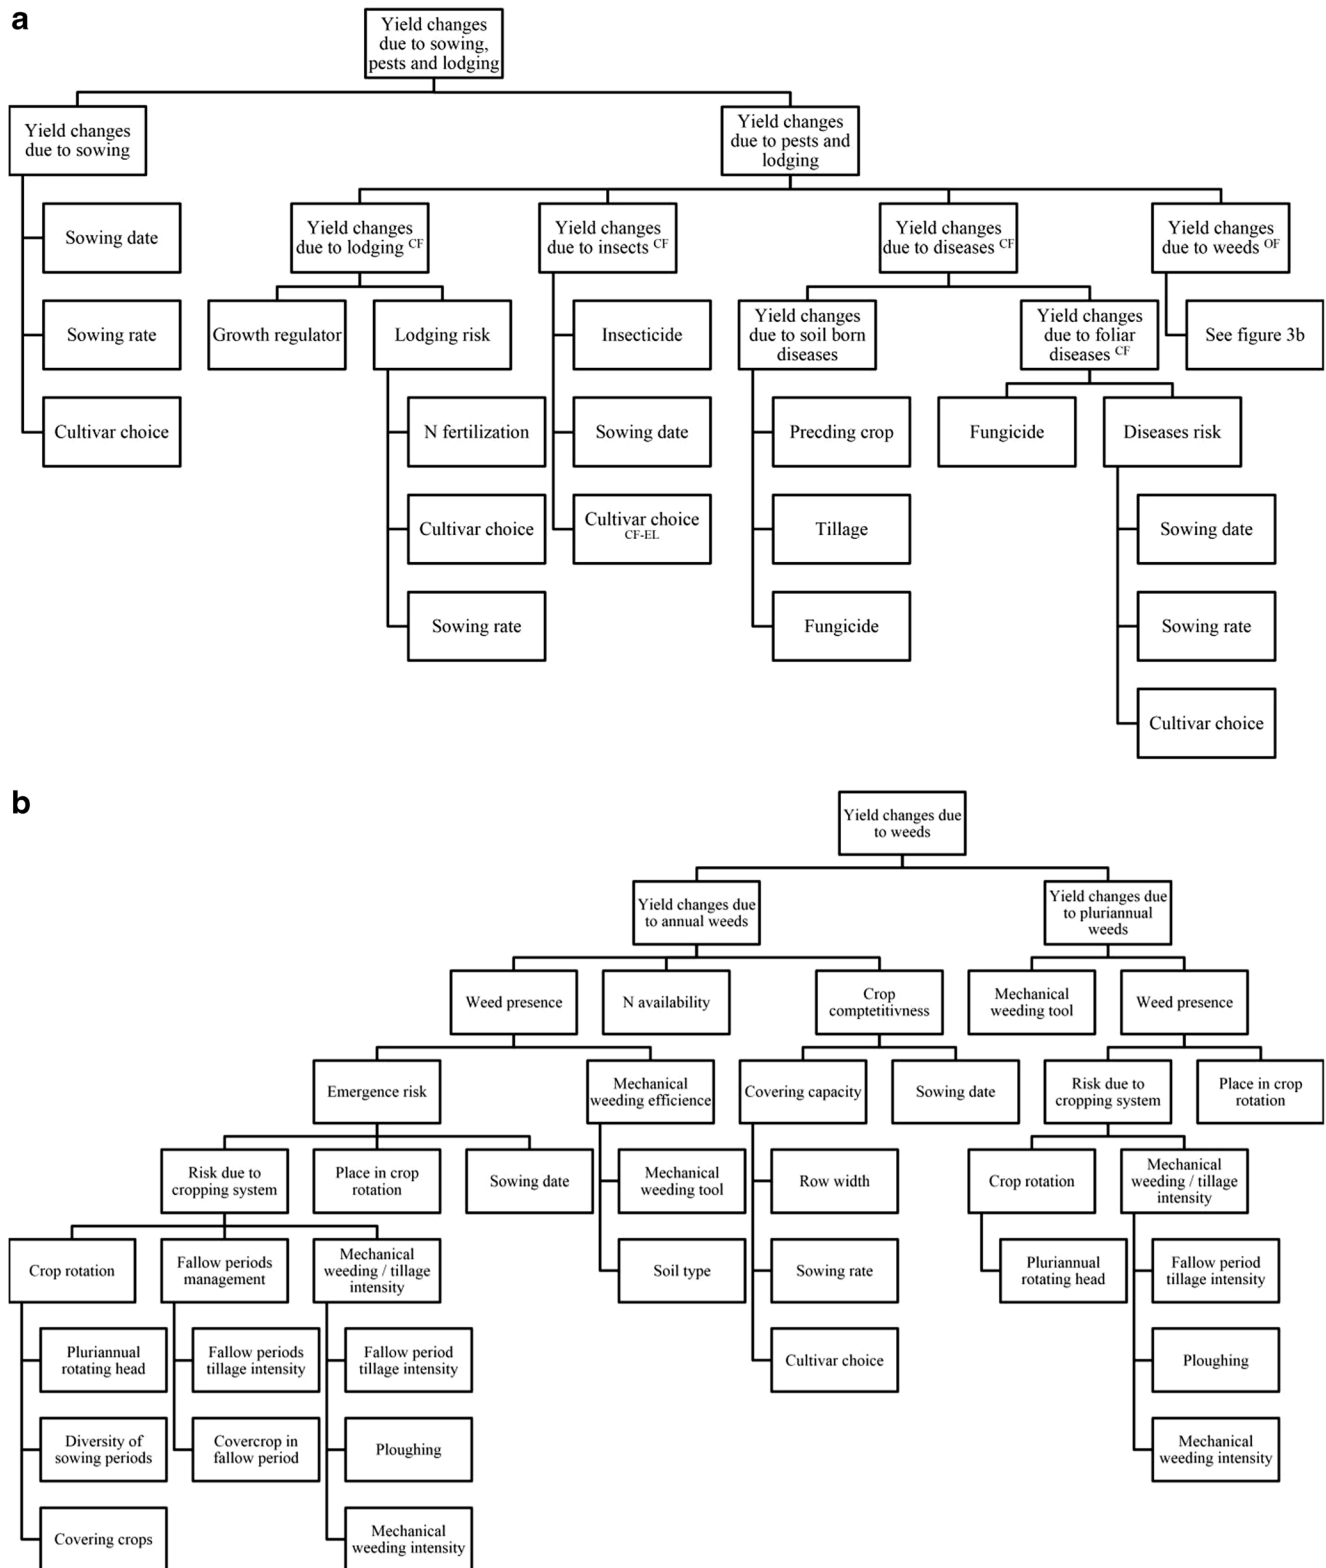 a
Yield changes
due to sowing,
pests and lodging
Yield changes
due to sowing
Yield changes
due to pests and
lodging
Sowing date
Sowing rate
Cultivar choice
Yield changes
due to lodging CF
Yield changes
due to insects CF
Yield changes
due to diseases CF
Yield changes
due to weeds OF
Growth regulator
Lodging risk
N fertilization
Cultivar choice
Sowing rate
Insecticide
Sowing date
Cultivar choice
CF-EL
Yield changes
due to soil born
diseases
Precding crop
Tillage
Fungicide
Yield changes
due to foliar
diseases CF
Fungicide
Diseases risk
Sowing date
Sowing rate
Cultivar choice
See figure 3b
b
Yield changes due
to weeds
Yield changes due
to annual weeds
Yield changes due
to pluriannual
weeds
Weed presence
N availability
Crop
comptetitivness
Mechanical
weeding tool
Weed presence
Emergence risk
Mechanical
weeding efficience
Covering capacity
Sowing date
Risk due to
cropping system
Place in crop
rotation
Risk due to
cropping system
Place in crop
rotation
Sowing date
Mechanical
weeding tool
Soil type
Row width
Sowing rate
Cultivar choice
Crop rotation
Mechanical
weeding / tillage
intensity
Pluriannual
rotating head
Fallow period
tillage intensity
Ploughing
Mechanical
weeding intensity
Crop rotation
Fallow periods
management
Mechanical
weeding / tillage
intensity
Pluriannual
rotating head
Diversity of
sowing periods
Covering crops
Fallow periods
tillage intensity
Covercrop in
fallow period
Fallow period
tillage intensity
Ploughing
Mechanical
weeding intensity